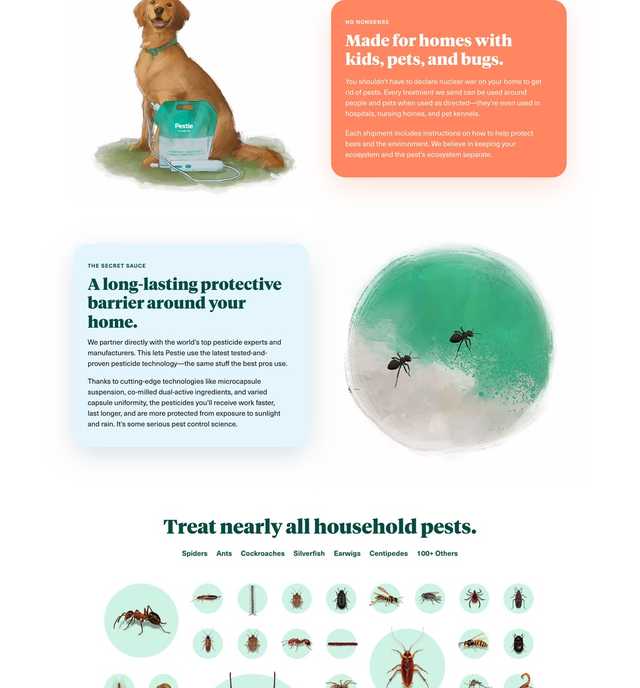 NO NONSENSE
Made for homes with
kids, pets, and bugs.
You shouldn't have to declare nuclear war on your home to get
rid of pests. Every treatment we send can be used around
people and pets when used as directed—they're even used in
hospitals, nursing homes, and pet kennels.
Each shipment includes instructions on how to help protect
bees and the environment. We believe in keeping your
ecosystem and the pest's ecosystem separate.
Pestie
THE SECRET SAUCE
A long-lasting protective
barrier around your
home.
We partner directly with the world's top pesticide experts and
manufacturers. This lets Pestie use the latest tested-and-
proven pesticide technology—the same stuff the best pros use.
Thanks to cutting-edge technologies like microcapsule
suspension, co-milled dual-active ingredients, and varied
capsule uniformity, the pesticides you'll receive work faster,
last longer, and are more protected from exposure to sunlight
and rain. It's some serious pest control science.
Treat nearly all household pests.
Spiders Ants Cockroaches Silverfish Earwigs Centipedes 100+ Others